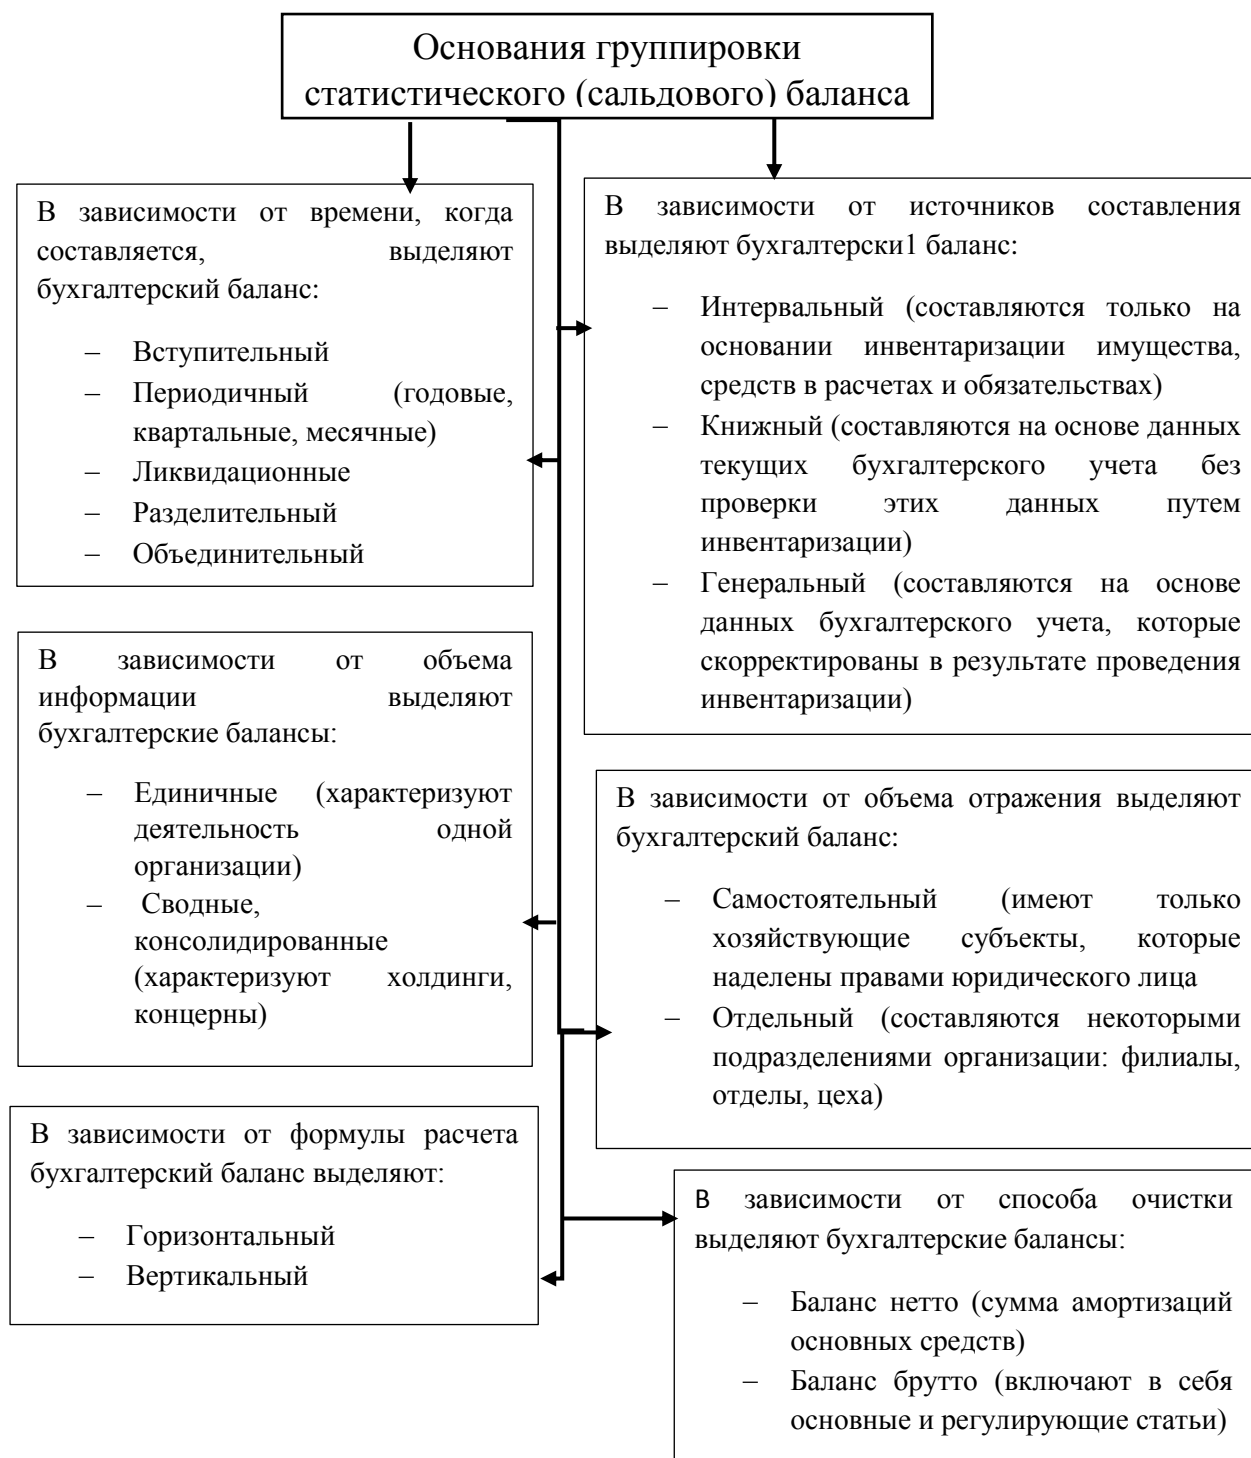 Основания группировки
статистического (сальдового) баланса
В зависимости от времени, когда
составляется, выделяют
бухгалтерский баланс:
– Вступительный
– Периодичный (годовые,
квартальные, месячные)
– Ликвидационные
– Разделительный
– Объединительный
В зависимости от источников составления
выделяют бухгалтерски1 баланс:
– Интервальный (составляются только на
основании инвентаризации имущества,
средств в расчетах и обязательствах)
– Книжный (составляются на основе данных
текущих бухгалтерского учета без
проверки этих данных путем
инвентаризации)
– Генеральный (составляются на основе
данных бухгалтерского учета, которые
скорректированы в результате проведения
инвентаризации)
В зависимости от объема
информации выделяют
бухгалтерские балансы:
– Единичные (характеризуют
деятельность одной
организации)
– Сводные,
консолидированные
(характеризуют холдинги,
концерны)
В зависимости от объема отражения выделяют
бухгалтерский баланс:
– Самостоятельный (имеют только
хозяйствующие субъекты, которые
наделены правами юридического лица
– Отдельный (составляются некоторыми
подразделениями организации: филиалы,
отделы, цеха)
В зависимости от формулы расчета
бухгалтерский баланс выделяют:
– Горизонтальный
– Вертикальный
В зависимости от способа очистки
выделяют бухгалтерские балансы:
– Баланс нетто (сумма амортизаций
основных средств)
– Баланс брутто (включают в себя
основные и регулирующие статьи)